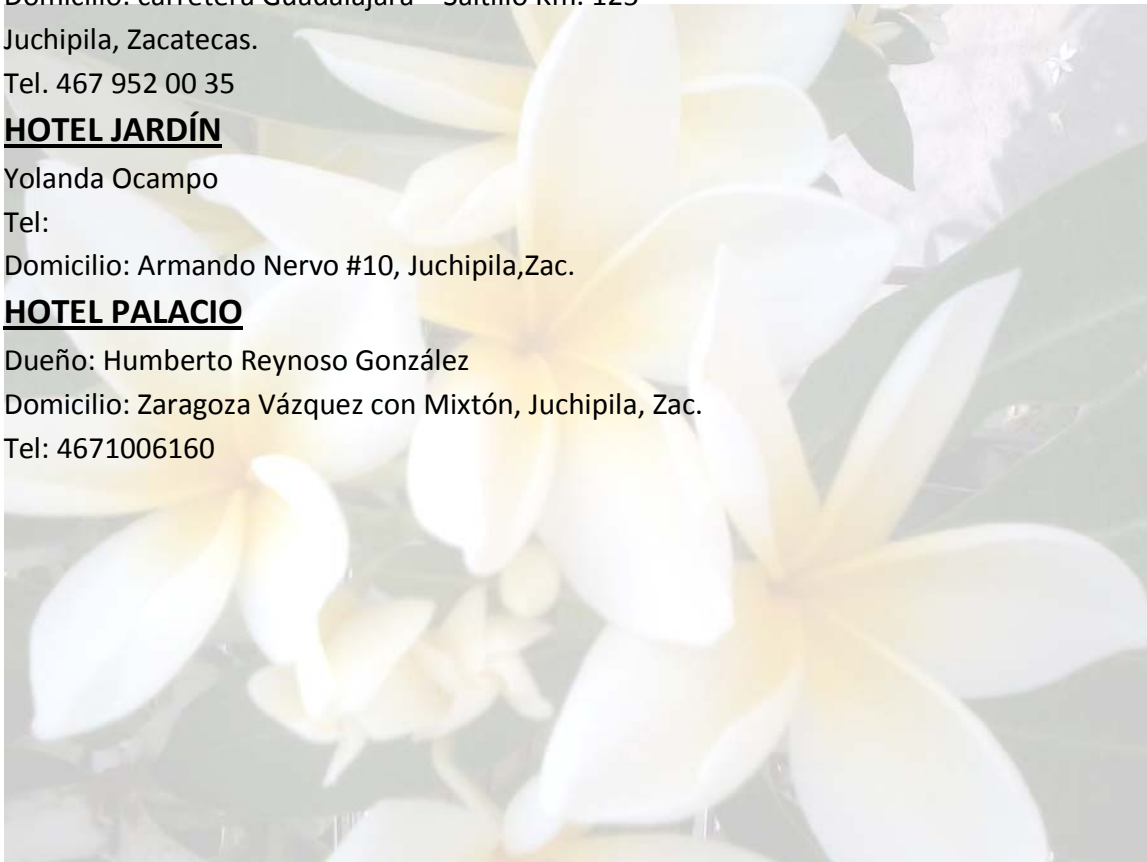 Domicilio: carretera Guadalajara – Saltillo Km. 123
Juchipila, Zacatecas.
Tel. 467 952 00 35
HOTEL JARDÍN
Yolanda Ocampo
Tel:
Domicilio: Armando Nervo #10, Juchipila,Zac.
HOTEL PALACIO
Dueño: Humberto Reynoso González
Domicilio: Zaragoza Vázquez con Mixtón, Juchipila, Zac.
Tel: 4671006160